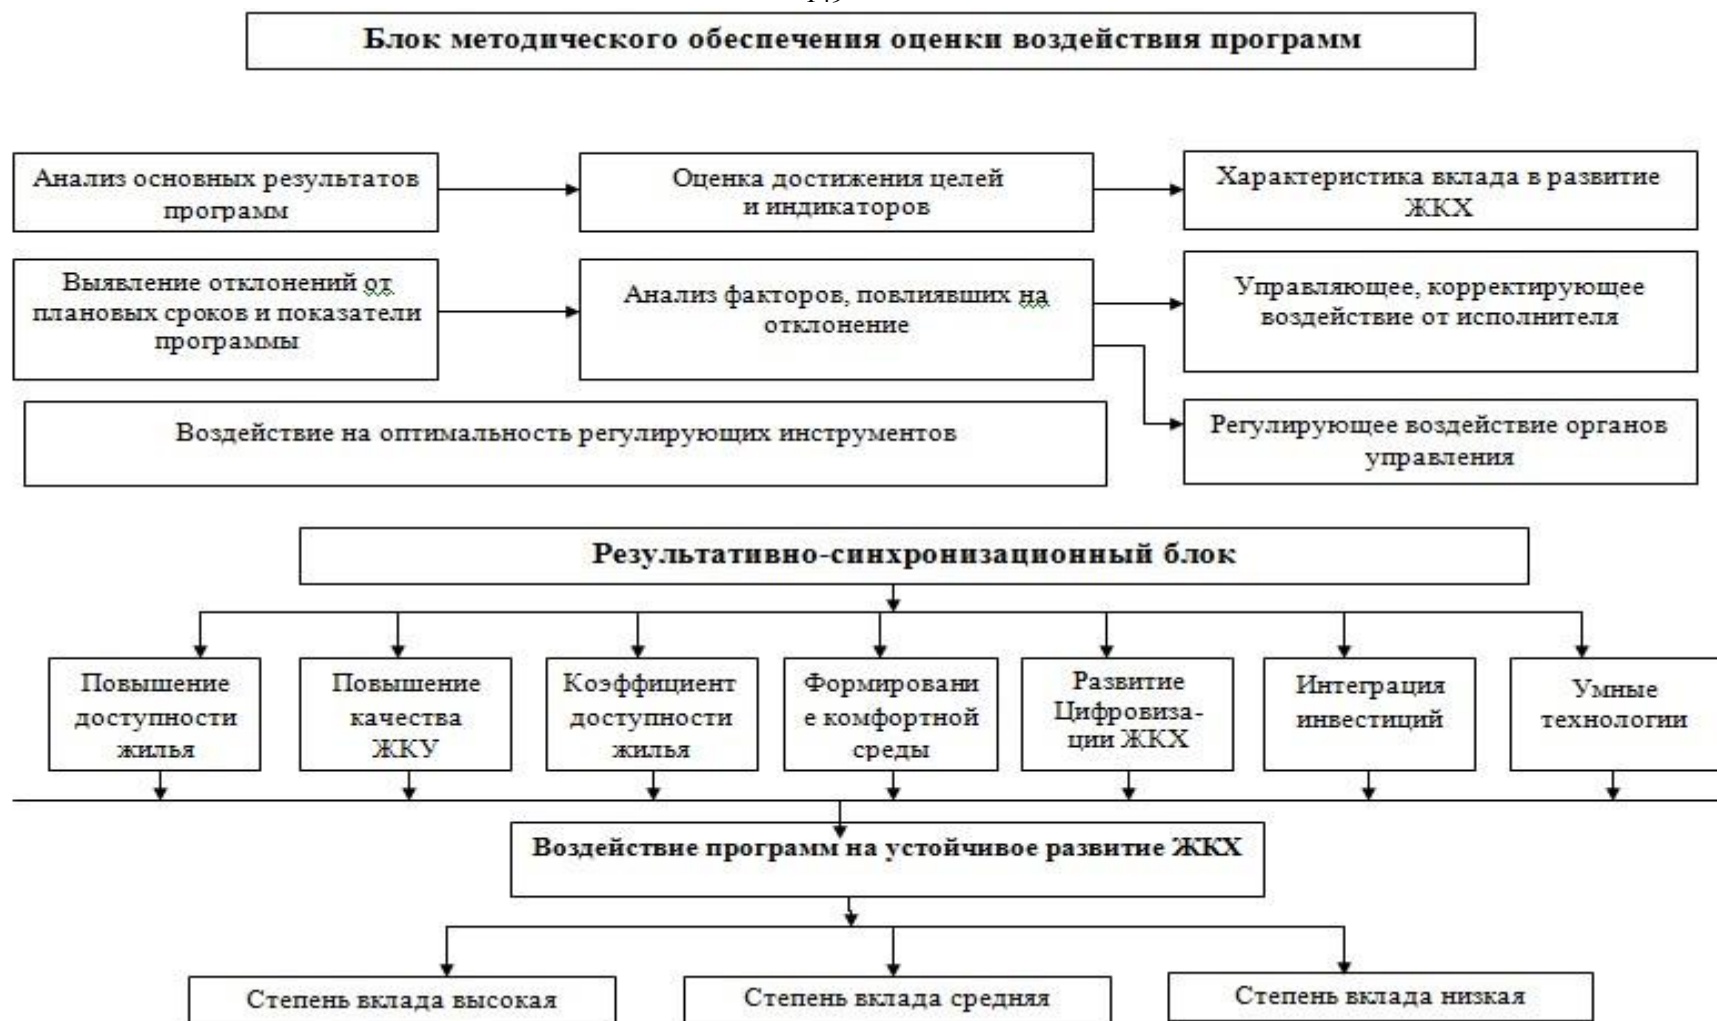 Блок методического обеспечения оценки воздействия программ
Анализ основных результатов
программ
Оценка достижения целей
и индикаторов
Характеристика вклада в развитие
ЖКХ
Выявление отклонений от
плановых сроков и показатели
программы
Анализ факторов, повлиявших на
отклонение
Управляющее, корректирующее
воздействие от исполнителя
Воздействие на оптимальность регулирующих инструментов
Регулирующее воздействие органов
управления
Результативно-синхронизационный блок
Повышение
доступности
жилья
Повышение
качества
ЖКУ
Коэффициент
доступности
жилья
Формировани
е комфортной
среды
Развитие
Цифровиза-
ции ЖКХ
Интеграция
инвестиций
Умные
технологии
Воздействие программ на устойчивое развитие ЖКХ
Степень вклада высокая
Степень вклада средняя
Степень вклада низкая